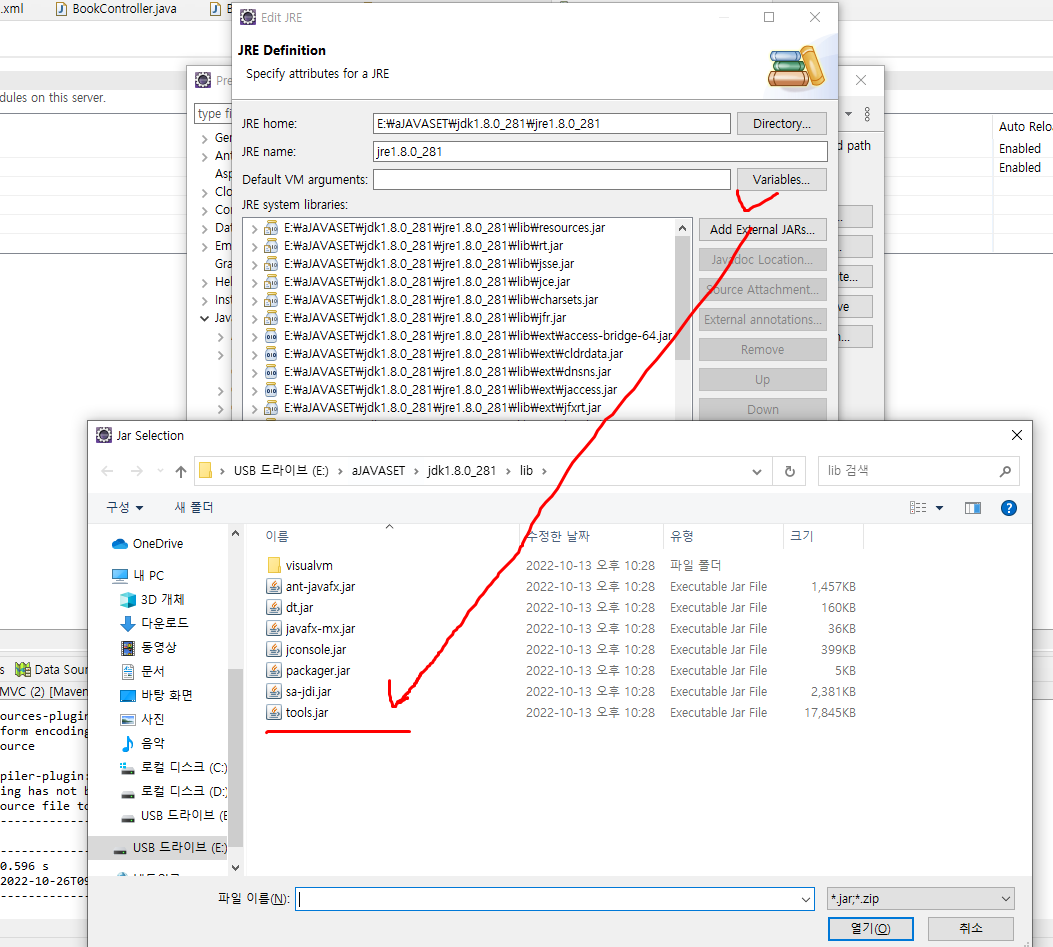 .xml
BookController.java
Edit JRE
JRE Definition
Specify attributes for a JRE
dules on this server.
type fi
Auto Relo
JRE home:
E:₩aJAVASET₩jdk1.8.0_281₩jre1.8.0_281
Directory...
Enabled
JRE name:
jre1.8.0_281
d path
Enabled
Default VM arguments:
Variables...
JRE system libraries:
E:₩aJAVASET₩jdk1.8.0_281₩jre1.8.0_281₩lib₩resources.jar
E:₩aJAVASET₩jdk1.8.0_281₩jre1.8.0_281₩lib₩rt.jar
E:₩aJAVASET₩jdk1.8.0_281₩jre1.8.0_281₩lib₩jsse.jar
E:₩aJAVASET₩jdk1.8.0_281₩jre1.8.0_281₩lib₩jce.jar
E:₩aJAVASET₩jdk1.8.0_281₩jre1.8.0_281₩lib₩charsets.jar
E:₩aJAVASET₩jdk1.8.0_281₩jre1.8.0_281₩lib₩jfr.jar
E:₩aJAVASET₩jdk1.8.0_281₩jre1.8.0_281₩lib₩ext₩access-bridge-64.jar
E:₩aJAVASET₩jdk1.8.0_281₩jre1.8.0_281₩lib₩ext₩cldrdata.jar
E:₩aJAVASET₩jdk1.8.0_281₩jre1.8.0_281₩lib₩ext₩dnsns.jar
E:₩aJAVASET₩jdk1.8.0_281₩jre1.8.0_281₩lib₩ext₩jaccess.jar
E:₩aJAVASET₩jdk1.8.0_281₩jre1.8.0_281₩lib₩ext₩jfxrt.jar
Add External JARs...
Javadoc Location...
Source Attachment...
External annotations...
Remove
Up
Down
Jar Selection
USB 드라이브 (E:) › aJAVASET › jdk1.8.0_281 › lib ›
lib 검색
구성
새 폴더
이름
수정한 날짜
유형
크기
OneDrive
내 PC
3D 개체
다운로드
동영상
문서
바탕 화면
사진
음악
로컬 디스크 (C:)
로컬 디스크 (D:)
USB 드라이브 (E
USB 드라이브 (E:)
visualvm 2022-10-13 오후 10:28 파일 폴더
ant-javafx.jar 2022-10-13 오후 10:28 Executable Jar File 1,457KB
dt.jar 2022-10-13 오후 10:28 Executable Jar File 160KB
javafx-mx.jar 2022-10-13 오후 10:28 Executable Jar File 36KB
jconsole.jar 2022-10-13 오후 10:28 Executable Jar File 399KB
packager.jar 2022-10-13 오후 10:28 Executable Jar File 5KB
sa-jdi.jar 2022-10-13 오후 10:28 Executable Jar File 2,381KB
tools.jar 2022-10-13 오후 10:28 Executable Jar File 17,845KB
Data Sour
MVC (2) [Maven
ources-plugin
form encoding
ource
piler-plugin:
ing has not b
ource file to
0.596 s
2022-10-26T09
파일 이름(N):
*.jar;*.zip
열기(O)
취소